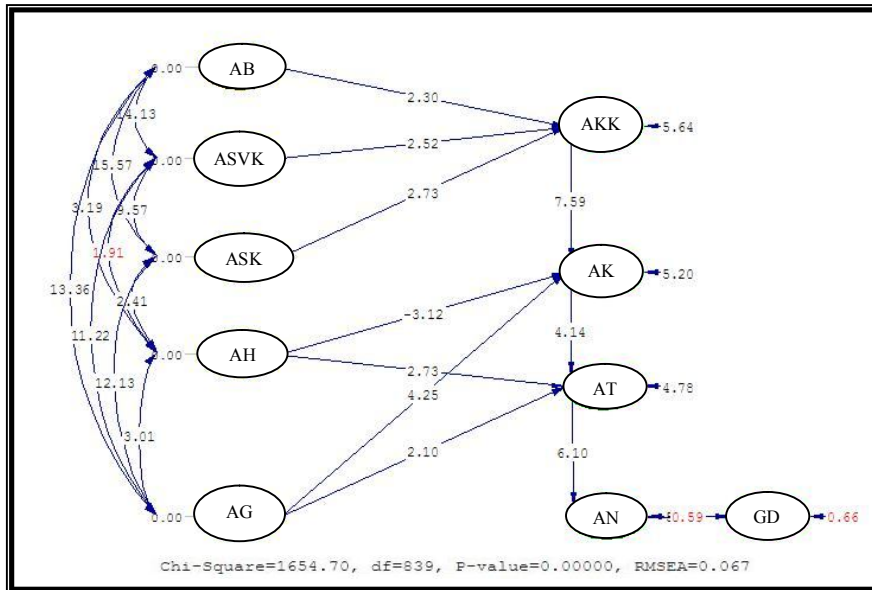 0.00 AB
2.30
AKK 5.64
14.13
ASVK
2.52
15.57
2.73
7.59
3.19
9.57
1.91
0.00 ASK
AK 5.20
13.36
2.41
-3.12
11.22
4.14
0.00 AH
2.73
12.13
4.25
AT 4.78
3.01
2.10
6.10
0.00 AG
AN 0.59 GD 0.66
Chi-Square=1654.70, df=839, P-value=0.00000, RMSEA=0.067